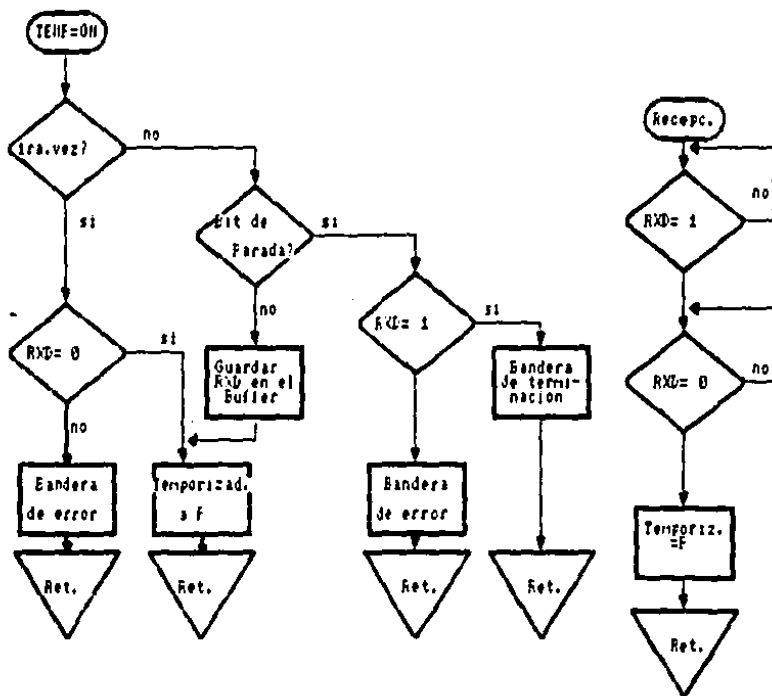 TEMF=ON
1ra.vez?
no
si
Bit de
Parada?
si
no
RXD= 0
si
no
Guardar
RXD en el
Buffer
RXD= 1
si
Bandera
de termi-
nación
Bandera
de error
Temporizad.
a F
Bandera
de error
Ret.
Ret.
Ret.
Ret.
Recepc.
RXD= 1
no
RXD= 0
no
Temporiz.
=F
Ret.